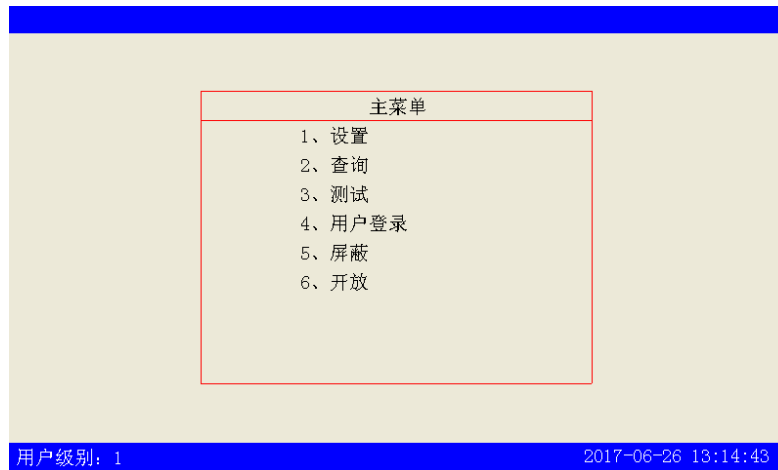 主菜单
1、设置
2、查询
3、测试
4、用户登录
5、屏蔽
6、开放
用户级别：1 2017-06-26 13:14:43